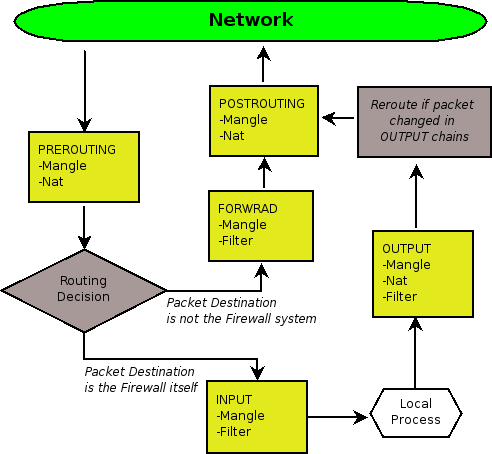 Network
PREROUTING
-Mangle
-Nat
POSTROUTING
-Mangle
-Nat
Reroute if packet
changed in
OUTPUT chains
FORWRAD
-Mangle
-Filter
Routing
Decision
Packet Destination
is not the Firewall system
OUTPUT
-Mangle
-Nat
-Filter
Packet Destination
is the Firewall itself
INPUT
-Mangle
-Filter
Local
Process